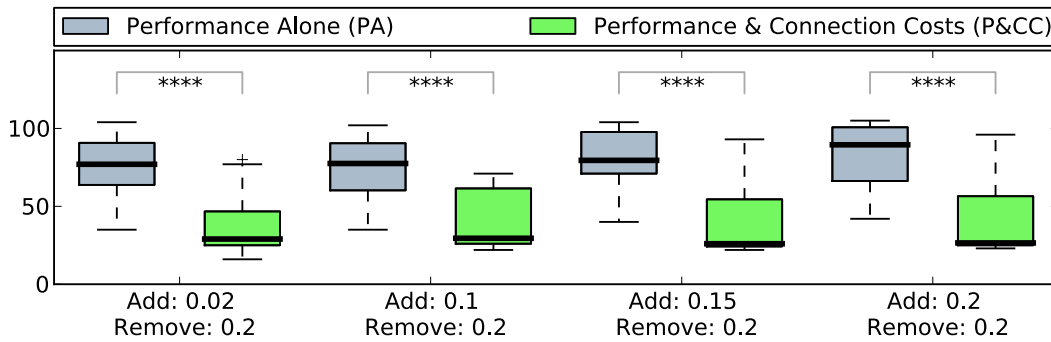 Performance Alone (PA) Performance & Connection Costs (P&CC)
**** **** **** ****
100
50
0
Add: 0.02 Add: 0.1 Add: 0.15 Add: 0.2
Remove: 0.2 Remove: 0.2 Remove: 0.2 Remove: 0.2